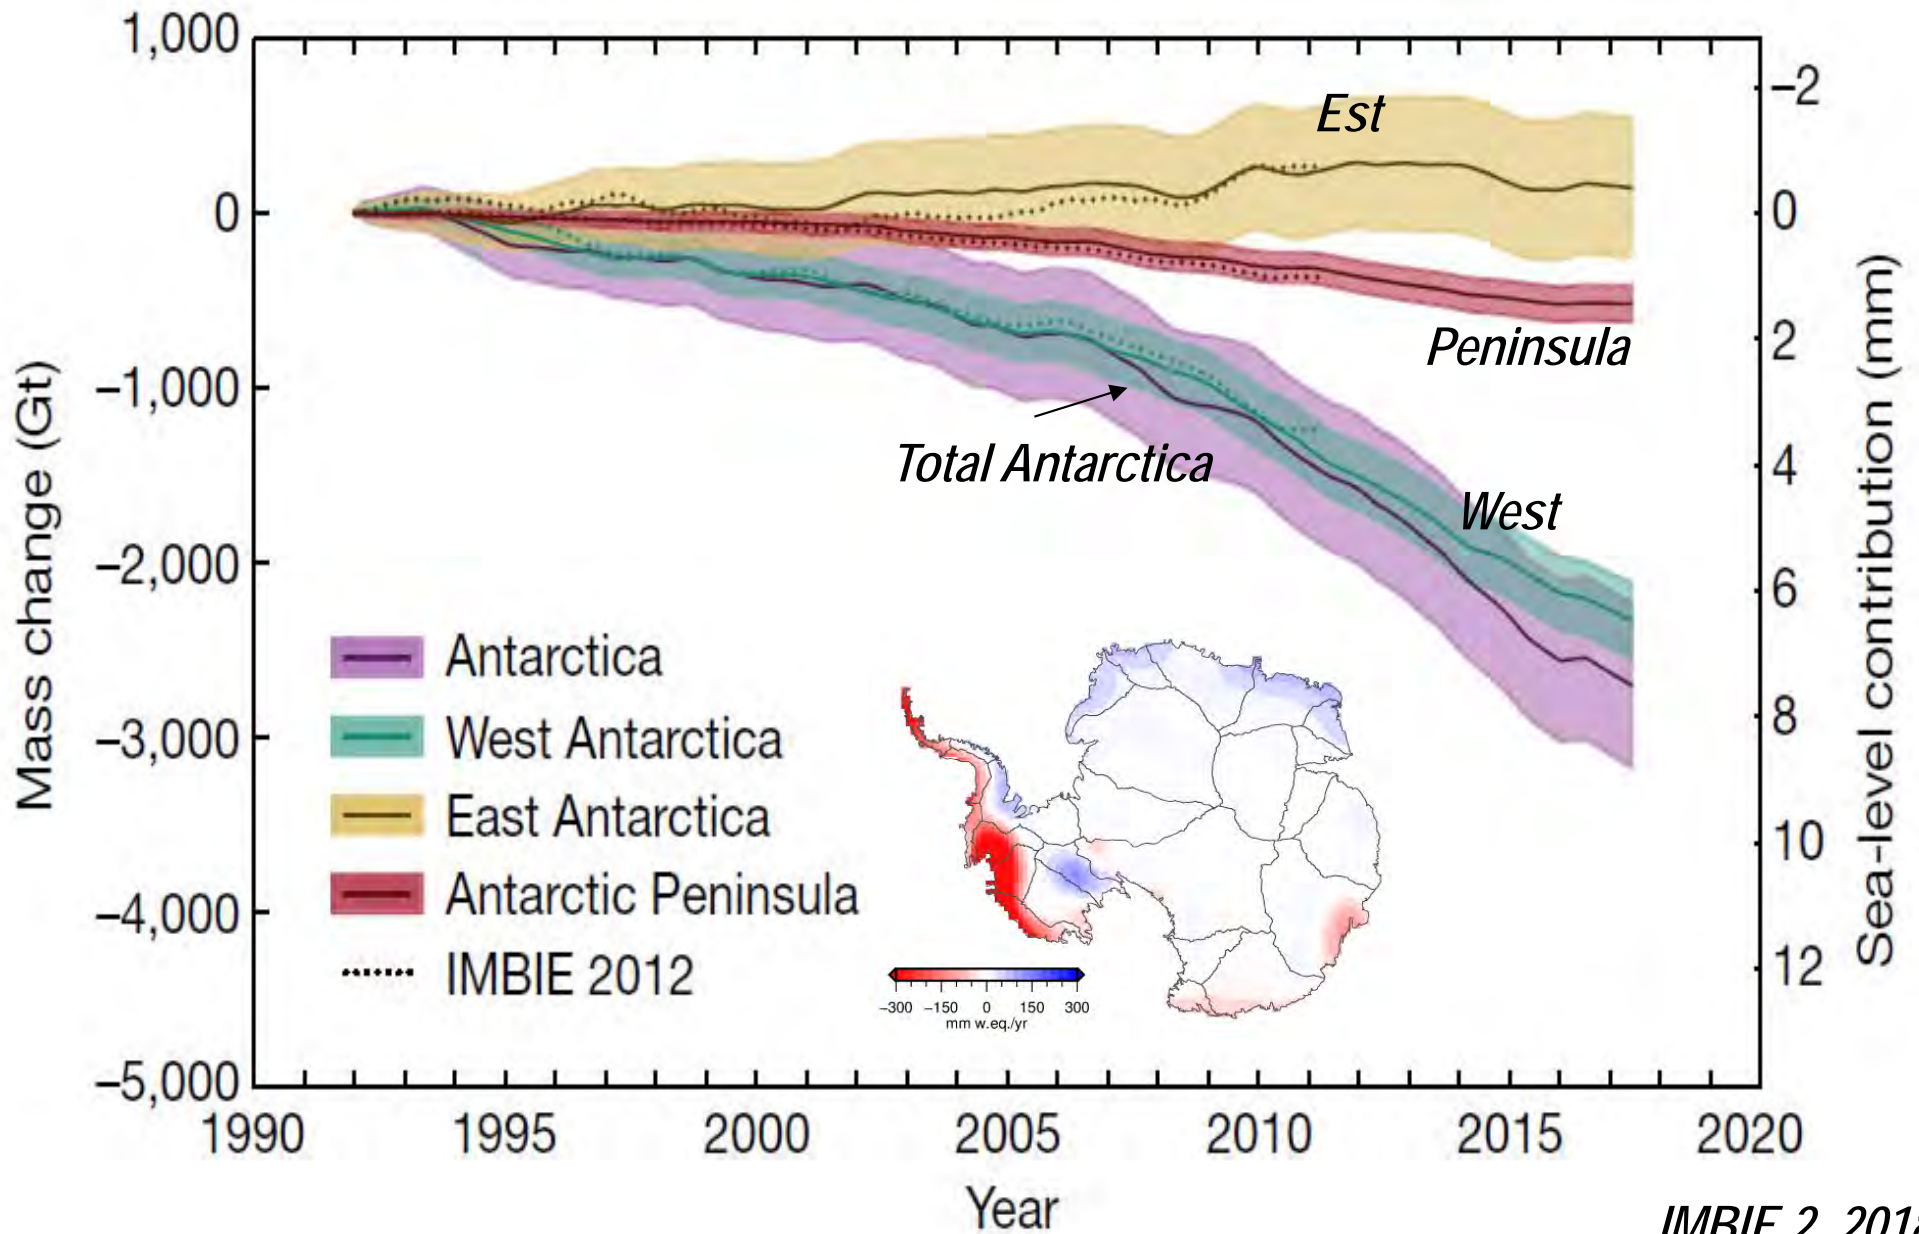 1,000
0
−1,000
−2,000
−3,000
−4,000
−5,000
Mass change (Gt)
1990 1995 2000 2005 2010 2015 2020
Year
−2
0
2
4
6
8
10
12
Sea-level contribution (mm)
Est
Peninsula
Total Antarctica
West
Antarctica
West Antarctica
East Antarctica
Antarctic Peninsula
IMBIE 2012
−300 −150 0 150 300
mm w.eq./yr
IMBIE 2, 2018